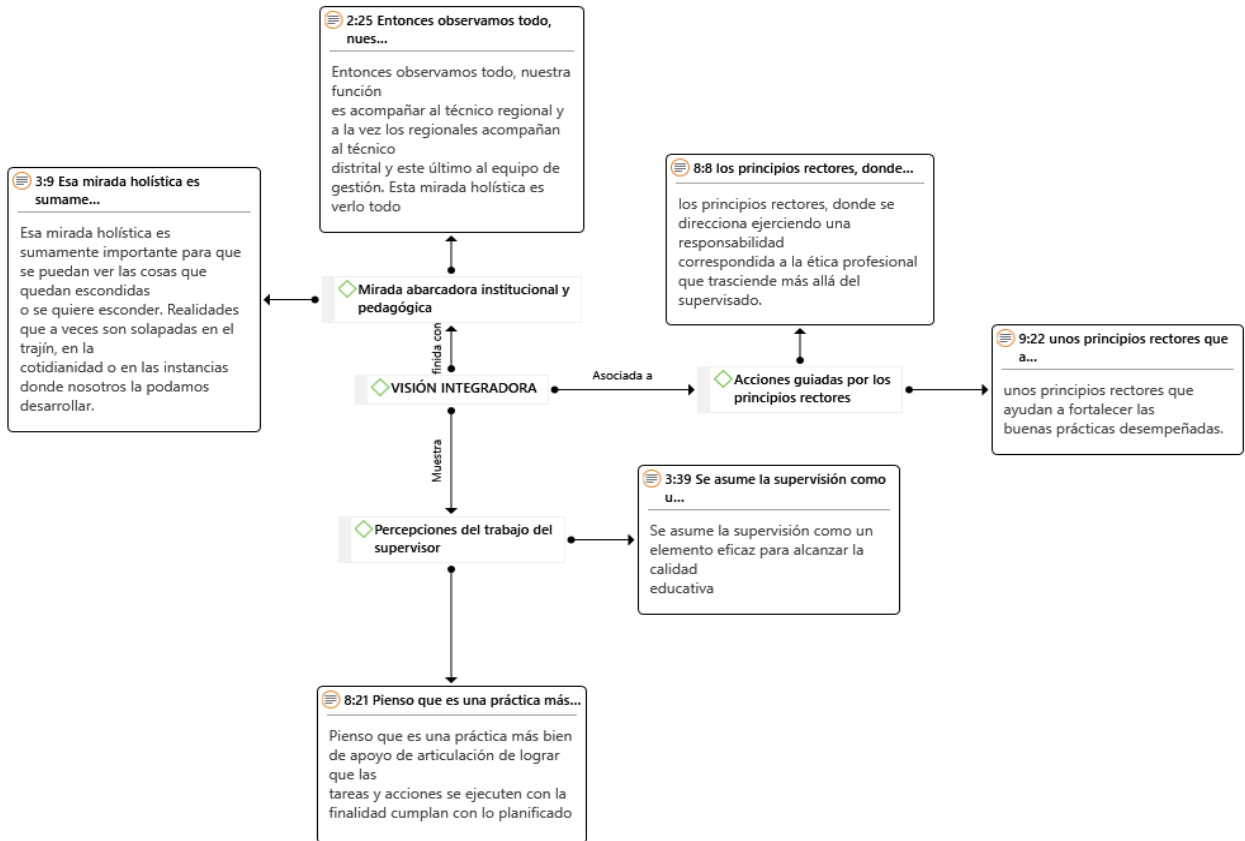 2:25 Entonces observamos todo,
nues...
Entonces observamos todo, nuestra
función
es acompañar al técnico regional y
a la vez los regionales acompañan
al técnico
distrital y este último al equipo de
gestión. Esta mirada holística es
verlo todo
3:9 Esa mirada holística es
sumame...
Esa mirada holística es
sumamente importante para que
se puedan ver las cosas que
quedan escondidas
o se quiere esconder. Realidades
que a veces son solapadas en el
trajín, en la
cotidianidad o en las instancias
donde nosotros la podamos
desarrollar.
8:8 los principios rectores, donde...
los principios rectores, donde se
direcciona ejerciendo una
responsabilidad
correspondida a la ética profesional
que trasciende más allá del
supervisado.
Mirada abarcadora institucional y
pedagógica
finida con
VISIÓN INTEGRADORA
Asociada a
Acciones guiadas por los
principios rectores
9:22 unos principios rectores que
a...
unos principios rectores que
ayudan a fortalecer las
buenas prácticas desempeñadas.
Muestra
Percepciones del trabajo del
supervisor
3:39 Se asume la supervisión como
u...
Se asume la supervisión como un
elemento eficaz para alcanzar la
calidad
educativa
8:21 Pienso que es una práctica más...
Pienso que es una práctica más bien
de apoyo de articulación de lograr
que las
tareas y acciones se ejecuten con la
finalidad cumplan con lo planificado